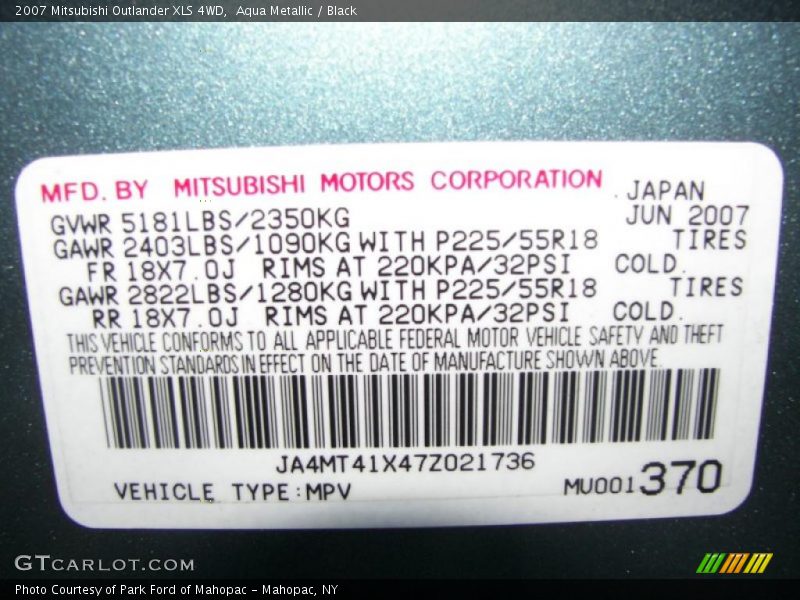 2007 Mitsubishi Outlander XLS 4WD,  Aqua Metallic / Black
MFD. BY MITSUBISHI MOTORS CORPORATION , JAPAN
GVWR 5181LBS/2350KG JUN 2007
GAWR 2403LBS/1090KG WITH P225/55R18 TIRES
FR 18X7.0J RIMS AT 220KPA/32PSI COLD.
GAWR 2822LBS/1280KG WITH P225/55R18 TIRES
RR 18X7.0J RIMS AT 220KPA/32PSI COLD.
THIS VEHICLE CONFORMS TO ALL APPLICABLE FEDERAL MOTOR VEHICLE SAFETY AND THEFT
PREVENTION STANDARDS IN EFFECT ON THE DATE OF MANUFACTURE SHOWN ABOVE.
JA4MT41X47Z021736
VEHICLE TYPE:MPV MU001370
GTCARLOT.COM
Photo Courtesy of Park Ford of Mahopac - Mahopac, NY